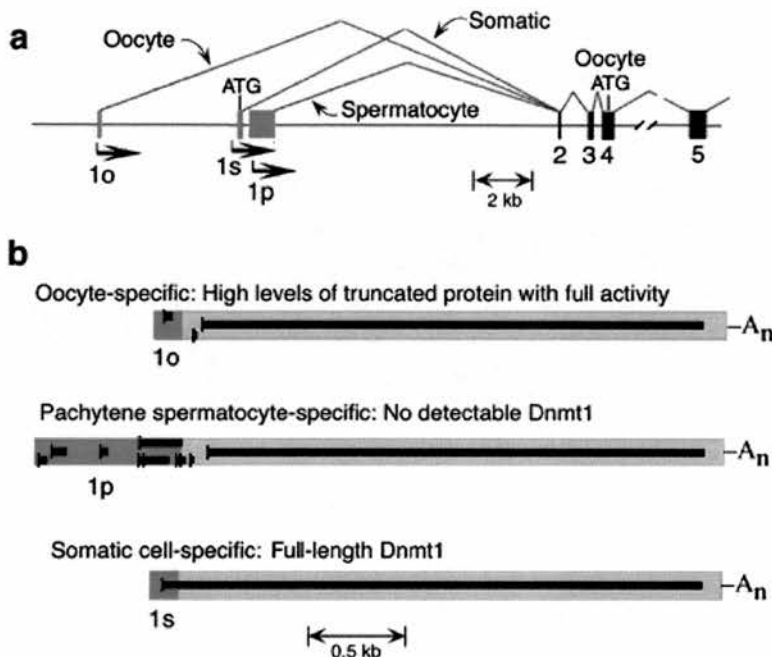 a
Oocyte
Somatic
Oocyte
ATG
ATG
Spermatocyte
1o
1s
1p
2 3 4 5
2 kb
b
Oocyte-specific: High levels of truncated protein with full activity
1o
–An
Pachytene spermatocyte-specific: No detectable Dnmt1
1p
–An
Somatic cell-specific: Full-length Dnmt1
1s
–An
0.5 kb